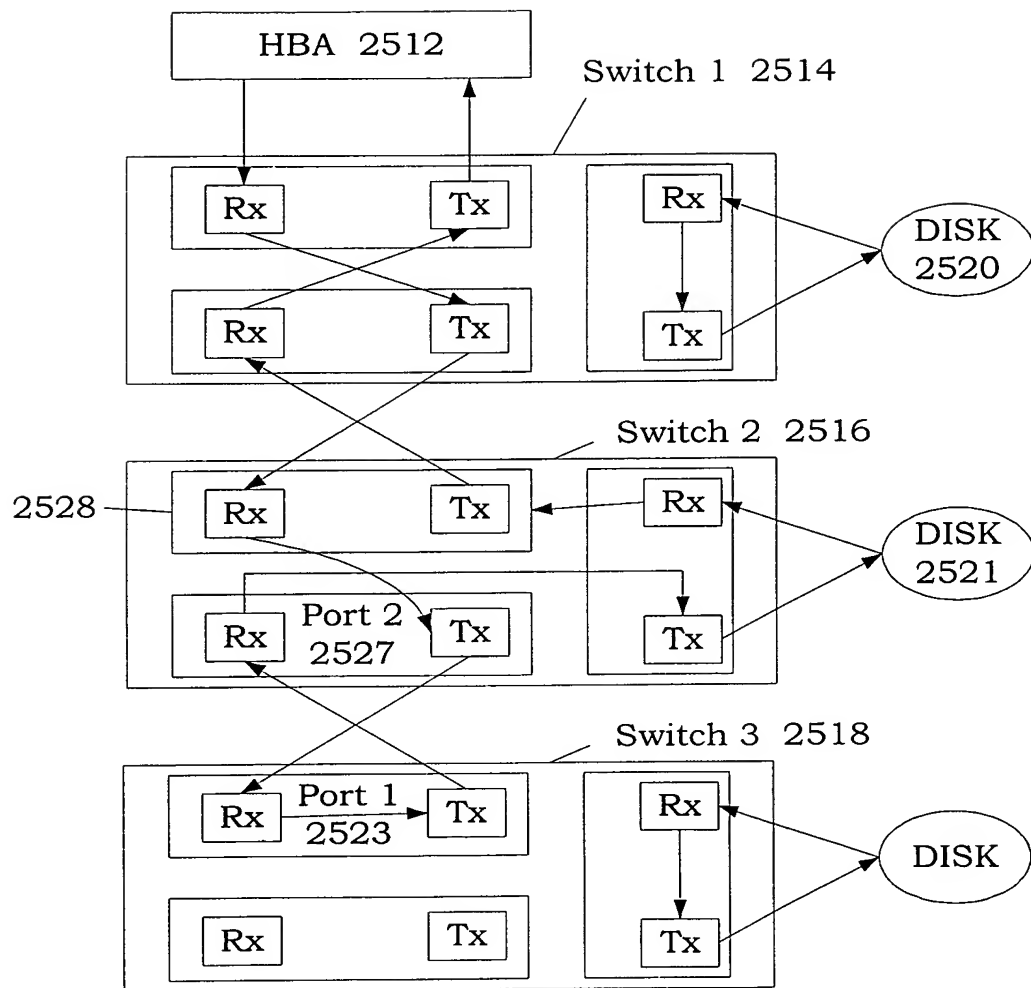 HBA 2512
Switch 1 2514
Rx
Tx
Rx
DISK
2520
Rx
Tx
Tx
Switch 2 2516
2528
Rx
Tx
Rx
DISK
2521
Rx
Port 2
2527
Tx
Tx
Switch 3 2518
Rx
Port 1
2523
Tx
Rx
DISK
Rx
Tx
Tx